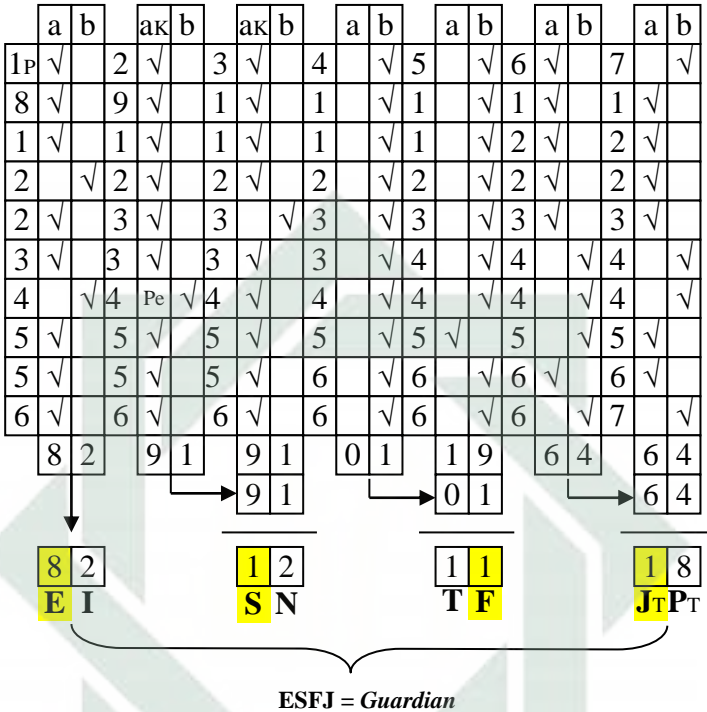 a b aK b aK b a b a b a b a b
1P √ 2 √ 3 √ 4 √ 5 √ 6 √ 7 √
8 √ 9 √ 1 √ 1 √ 1 √ 1 √ 1 √
1 √ 1 √ 1 √ 1 √ 1 √ 2 √ 2 √
2 √ 2 √ 2 √ 2 √ 2 √ 2 √ 2 √
2 √ 3 √ 3 √ 3 √ 3 √ 3 √ 3 √
3 √ 3 √ 3 √ 3 √ 4 √ 4 √ 4 √
4 √ 4 Pe √ 4 √ 4 √ 4 √ 4 √ 4 √
5 √ 5 √ 5 √ 5 √ 5 √ 5 √ 5 √
5 √ 5 √ 5 √ 6 √ 6 √ 6 √ 6 √
6 √ 6 √ 6 √ 6 √ 6 √ 6 √ 7 √
8 2 9 1 9 1 0 1 1 9 6 4 6 4
9 1 0 1 6 4
8 2 1 2 1 1 1 8
E I S N T F JT PT
ESFJ = Guardian